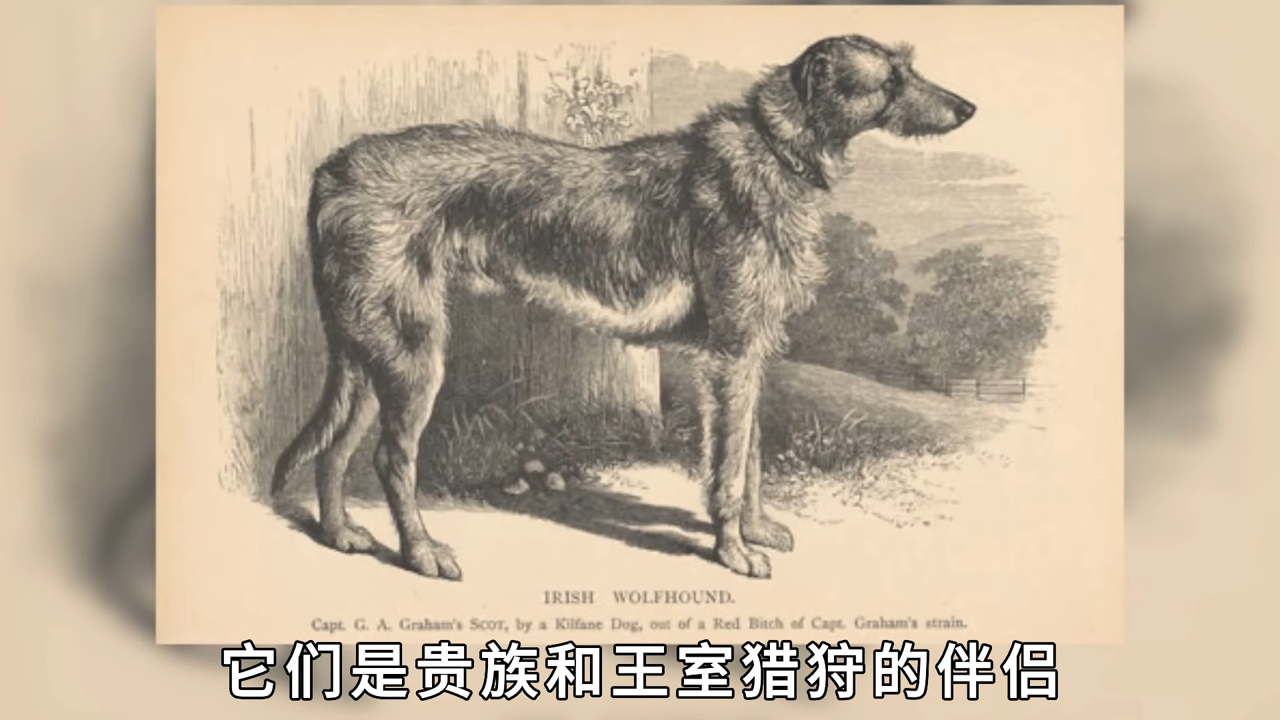 IRISH WOLFHOUND.
Capt. G. A. Graham's SCOT, by a Kilfane Dog, out of a Red Bitch of Capt. Graham's strain.
它们是贵族和王室猎狩的伴侣